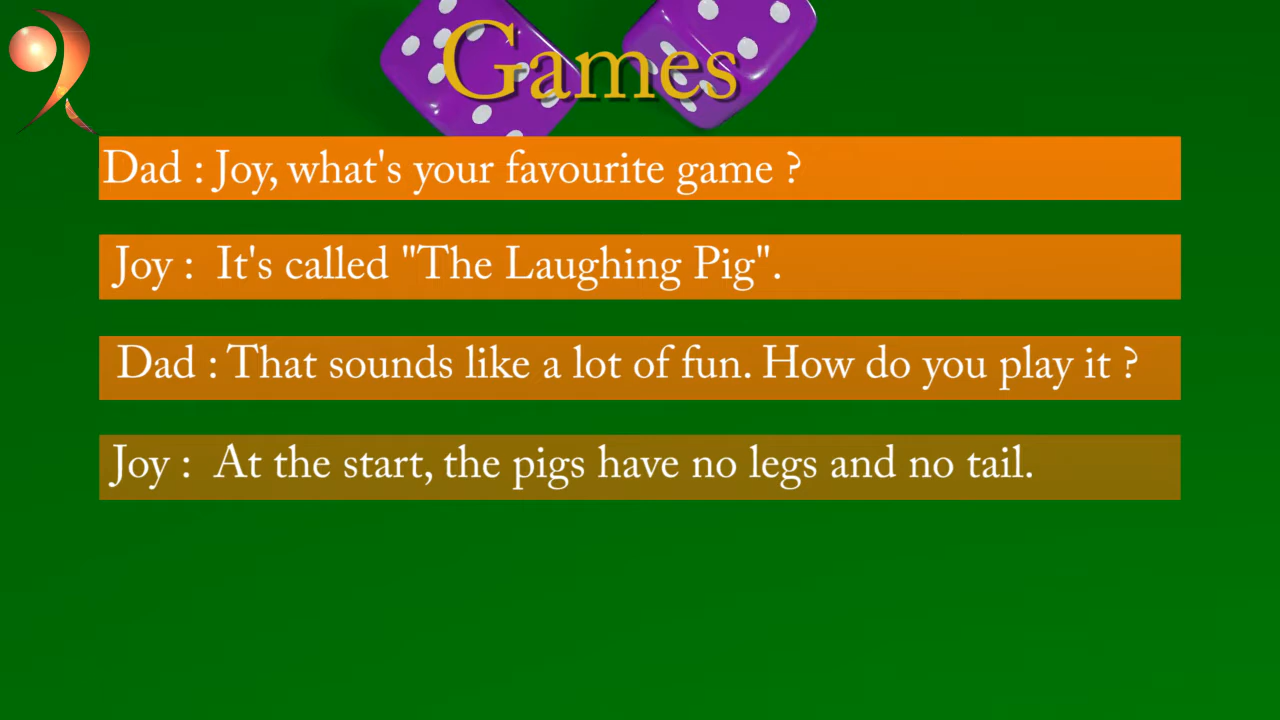 Games
Dad : Joy, what's your favourite game ?
Joy : It's called "The Laughing Pig".
Dad : That sounds like a lot of fun. How do you play it ?
Joy : At the start, the pigs have no legs and no tail.